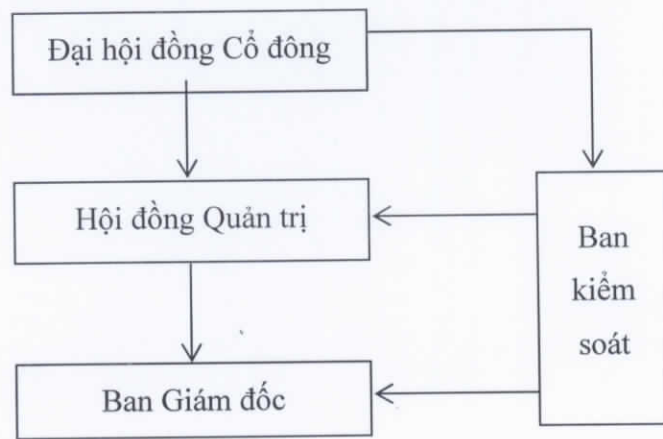 Đại hội đồng Cổ đông
Hội đồng Quản trị
Ban
kiểm
soát
Ban Giám đốc